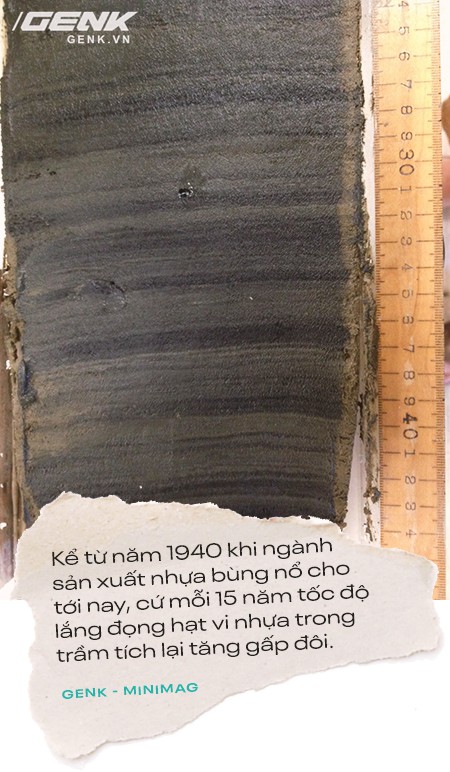 /GENK
GENK.VN
4
5
6
7
8
9
30
1
2
3
4
5
6
7
8
9
40
1
2
3
4
Kể từ năm 1940 khi ngành
sản xuất nhựa bùng nổ cho
tới nay, cứ mỗi 15 năm tốc độ
lắng đọng hạt vi nhựa trong
trầm tích lại tăng gấp đôi.
GENK - MINIMAG